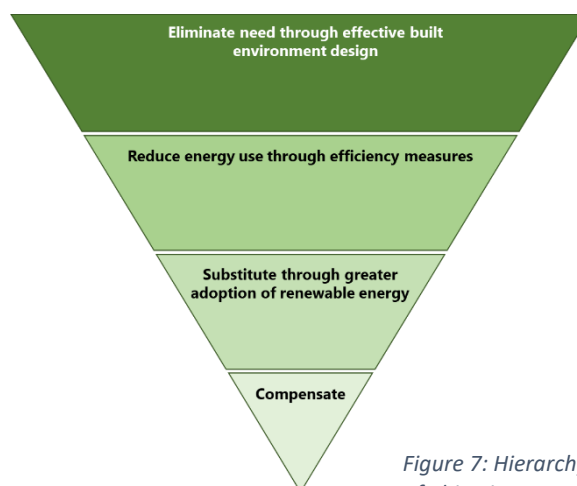 Eliminate need through effective built
environment design
Reduce energy use through efficiency measures
Substitute through greater
adoption of renewable energy
Compensate
Figure 7: Hierarchy